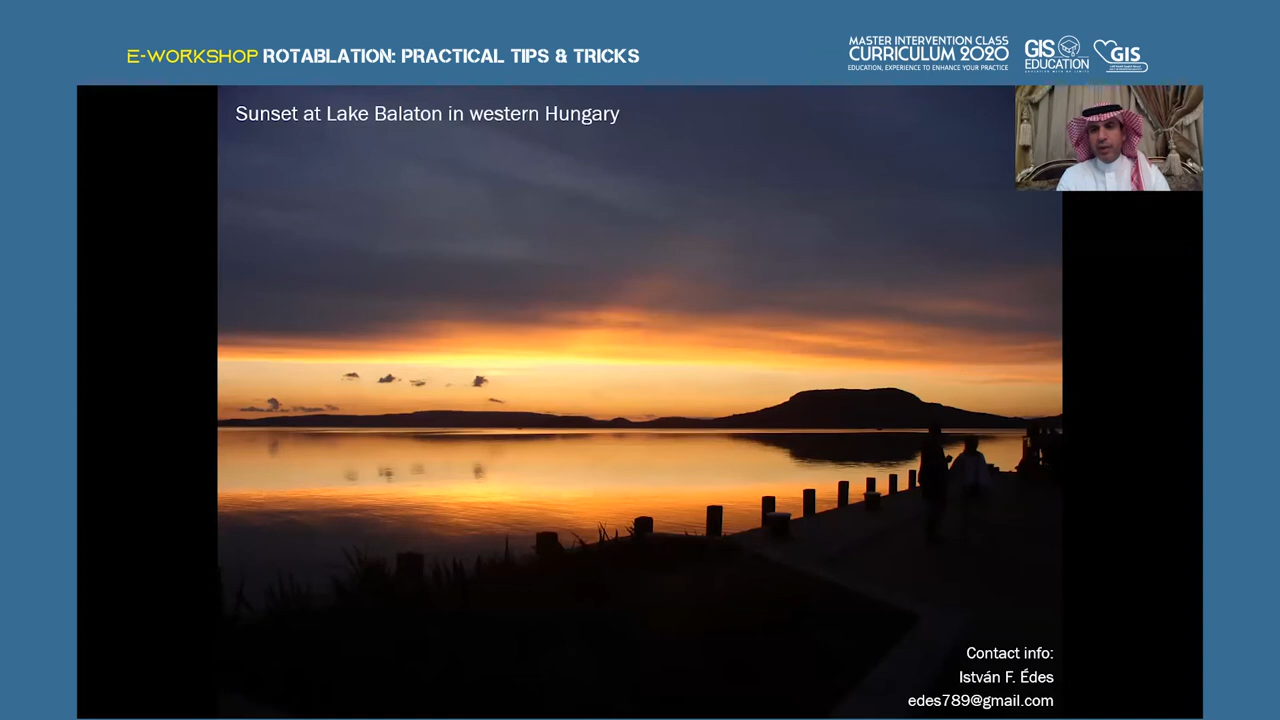 E-WORKSHOP ROTABLATION: PRACTICAL TIPS & TRICKS
MASTER INTERVENTION CLASS
CURRICULUM 2020
EDUCATION, EXPERIENCE TO ENHANCE YOUR PRACTICE
GIS
EDUCATION
GIS
Sunset at Lake Balaton in western Hungary
Contact info:
István F. Édes
edes789@gmail.com